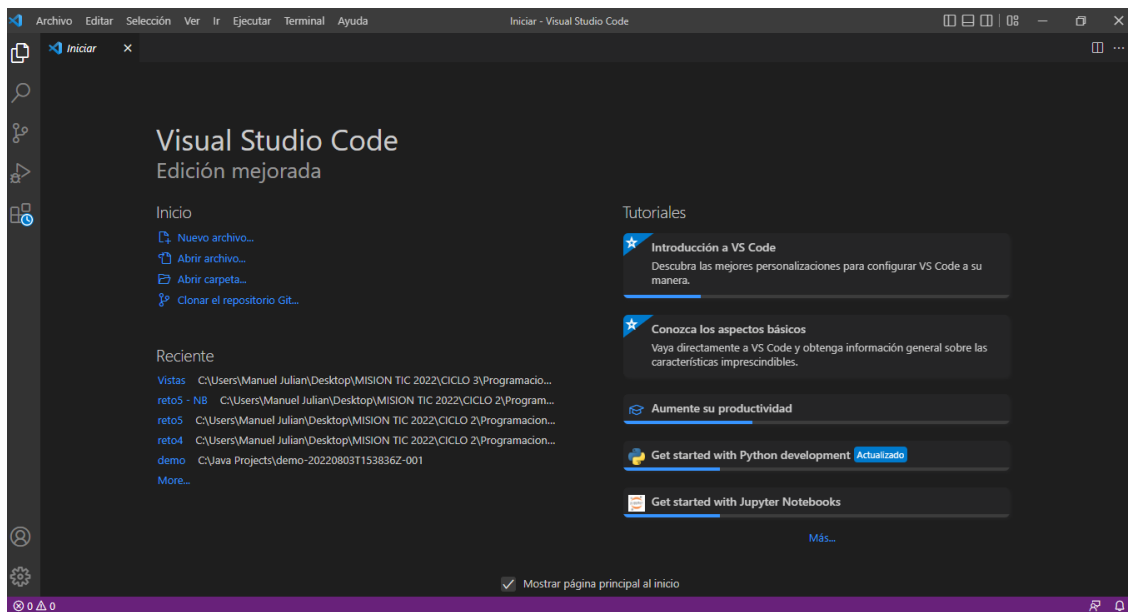 Archivo Editar Selección Ver Ir Ejecutar Terminal Ayuda
Iniciar - Visual Studio Code
Iniciar
Visual Studio Code
Edición mejorada
Inicio
Nuevo archivo...
Abrir archivo...
Abrir carpeta...
Clonar el repositorio Git...
Reciente
Vistas C:\Users\Manuel Julian\Desktop\MISION TIC 2022\CICLO 3\Programacio...
reto5 - NB C:\Users\Manuel Julian\Desktop\MISION TIC 2022\CICLO 2\Program...
reto5 C:\Users\Manuel Julian\Desktop\MISION TIC 2022\CICLO 2\Programacion...
reto4 C:\Users\Manuel Julian\Desktop\MISION TIC 2022\CICLO 2\Programacion...
demo C:\Java Projects\demo-20220803T153836Z-001
More...
Tutoriales
Introducción a VS Code
Descubra las mejores personalizaciones para configurar VS Code a su
manera.
Conozca los aspectos básicos
Vaya directamente a VS Code y obtenga información general sobre las
características imprescindibles.
Aumente su productividad
Get started with Python development Actualizado
Get started with Jupyter Notebooks
Más...
Mostrar página principal al inicio
0 0